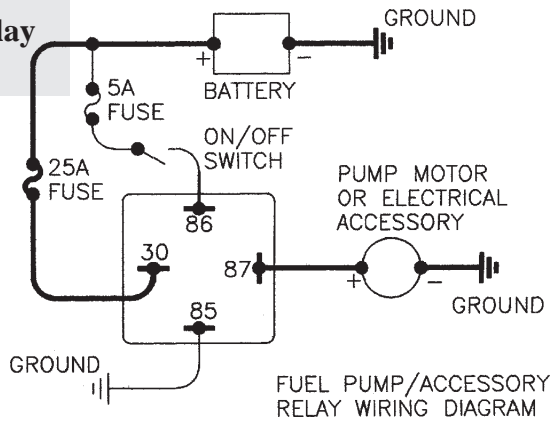 GROUND
+
−
BATTERY
5A
FUSE
ON/OFF
SWITCH
25A
FUSE
PUMP MOTOR
OR ELECTRICAL
ACCESSORY
86
30
87
85
+
−
GROUND
GROUND
FUEL PUMP/ACCESSORY
RELAY WIRING DIAGRAM